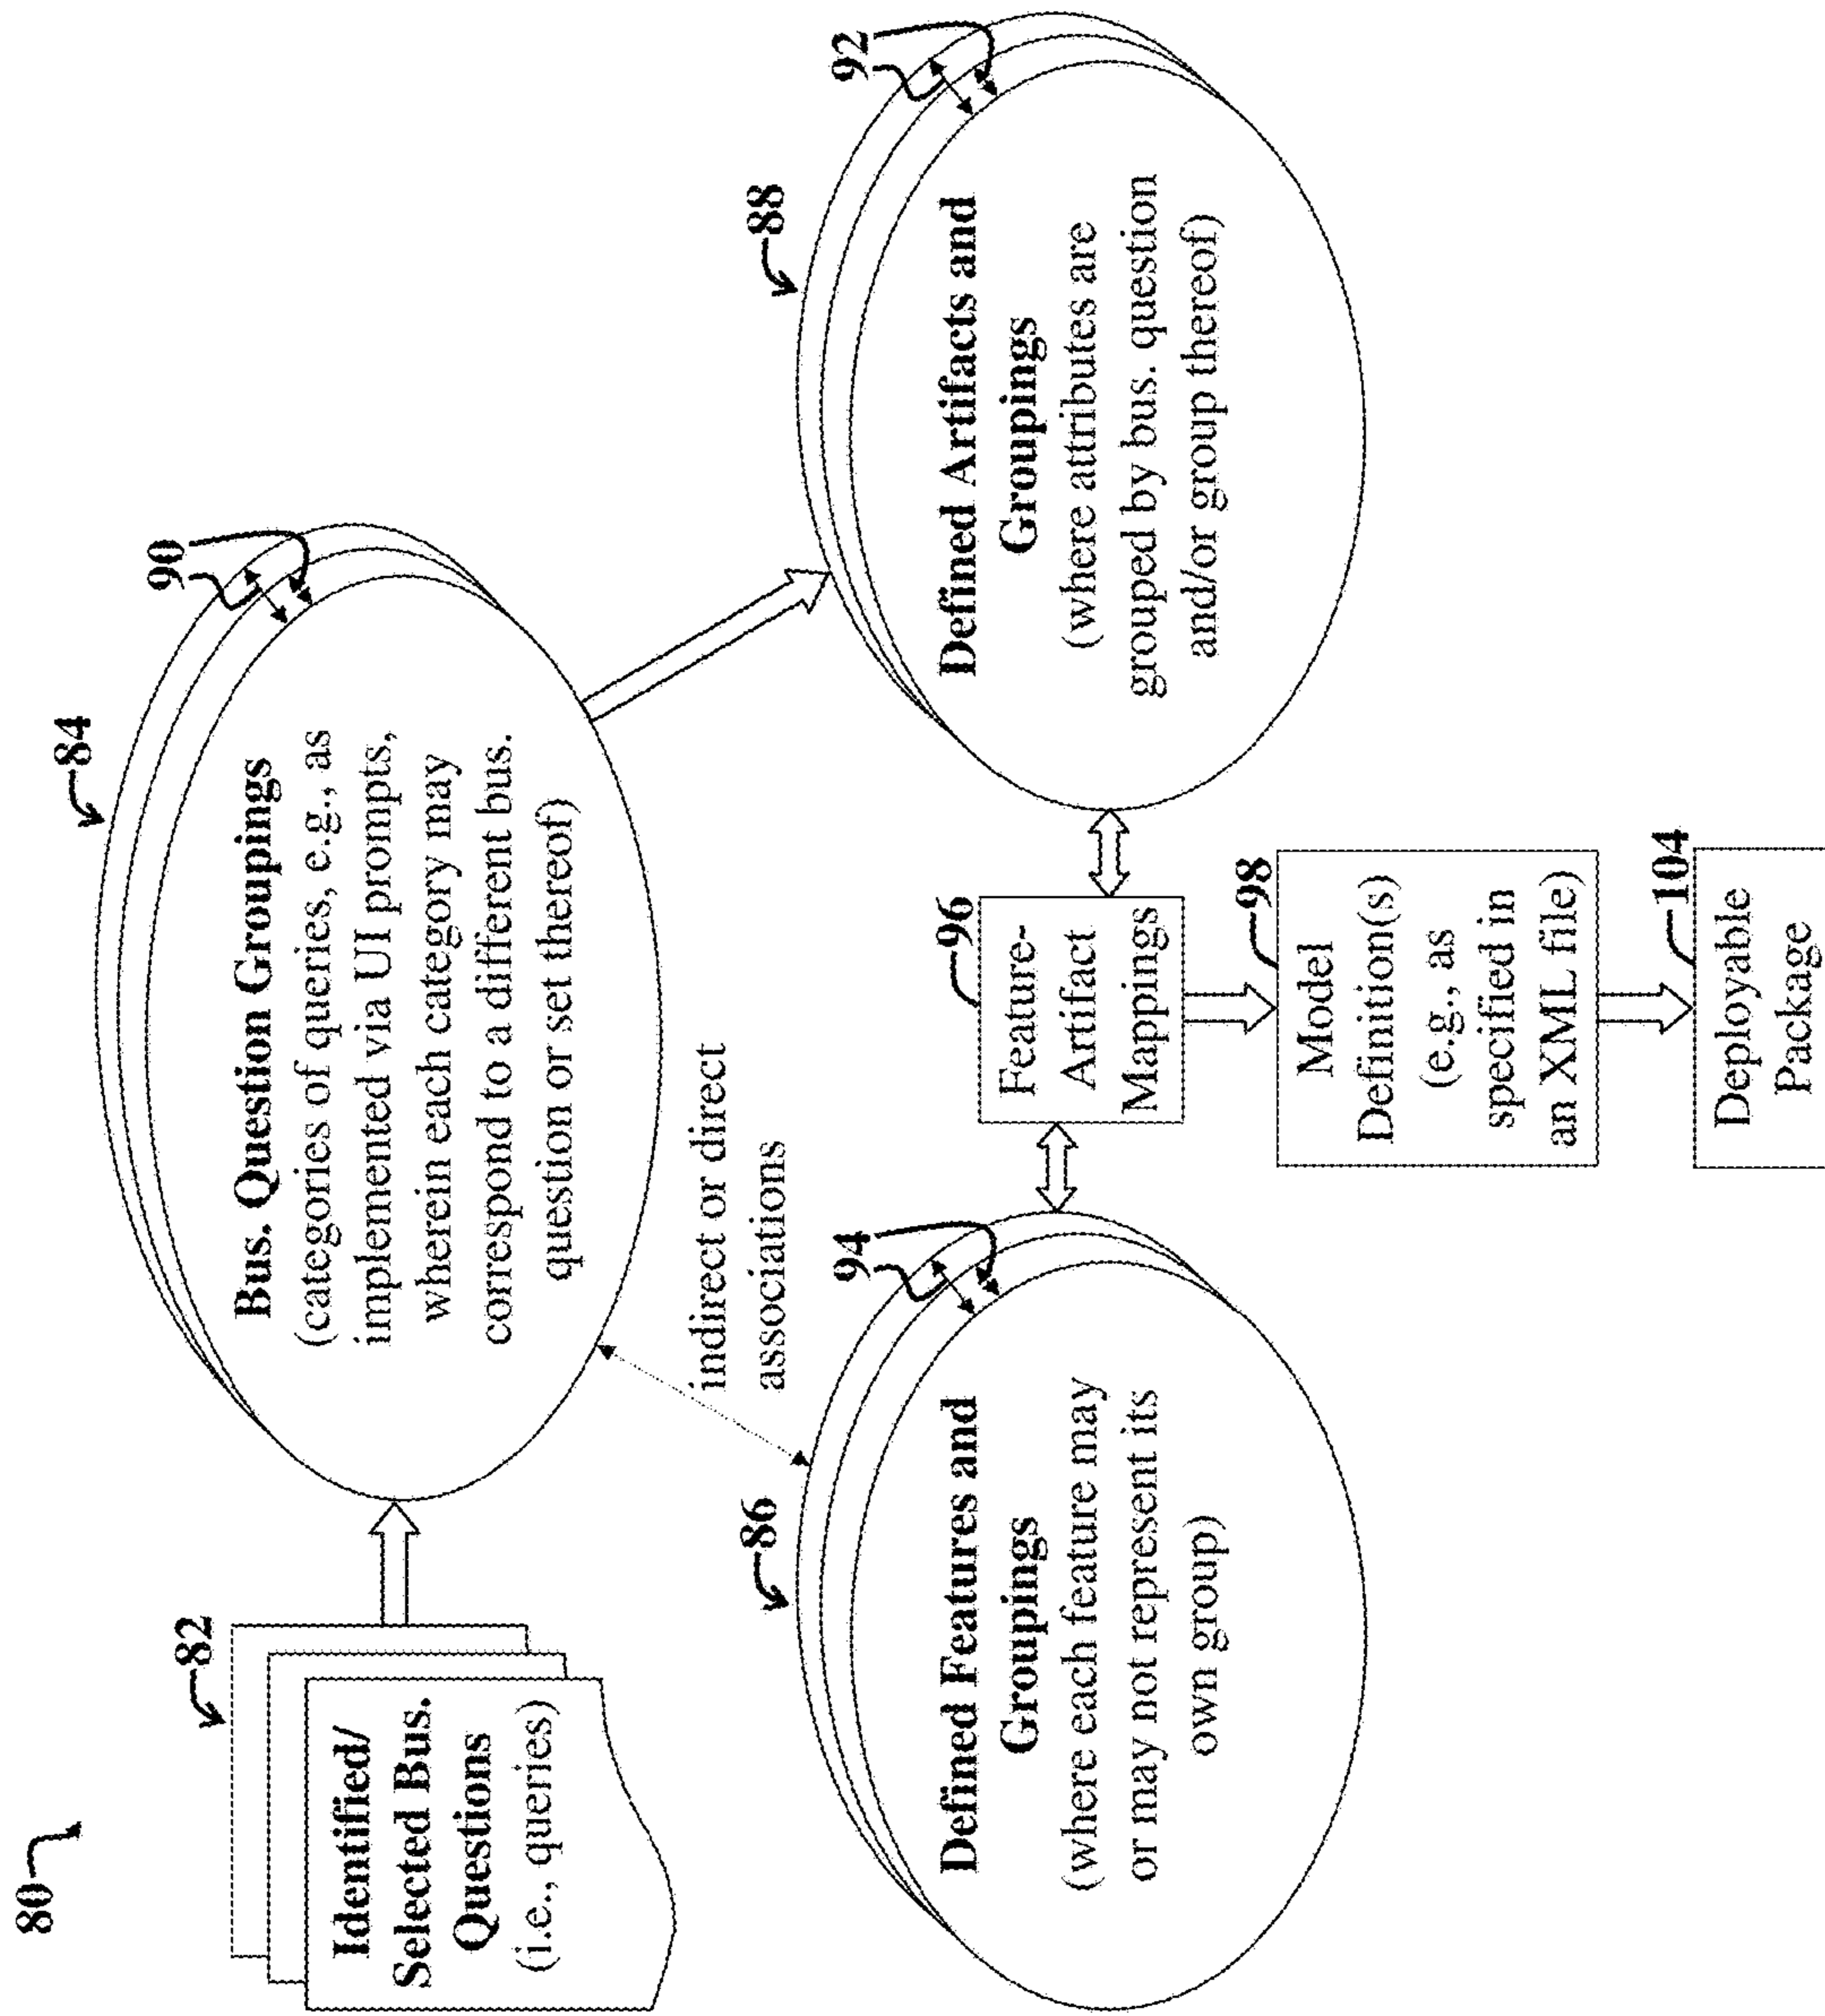 80
82
Identified/
Selected Bus.
Questions
(i.e., queries)
84
90
Bus. Question Groupings
(categories of queries, e.g., as
implemented via UI prompts,
wherein each category may
correspond to a different bus.
question or set thereof)
indirect or direct
associations
86
94
Defined Features and
Groupings
(where each feature may
or may not represent its
own group)
96
Feature-
Artifact
Mappings
88
92
Defined Artifacts and
Groupings
(where attributes are
grouped by bus. question
and/or group thereof)
98
Model
Definition(s)
(e.g., as
specified in
an XML file)
104
Deployable
Package